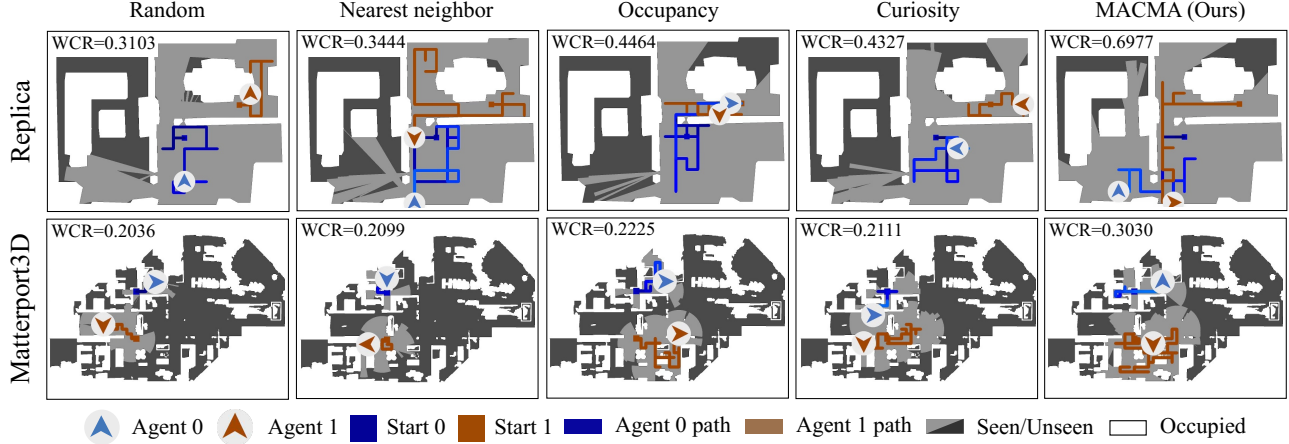 Random Nearest neighbor Occupancy Curiosity MACMA (Ours)
Replica
WCR=0.3103 WCR=0.3444 WCR=0.4464 WCR=0.4327 WCR=0.6977
Matterport3D
WCR=0.2036 WCR=0.2099 WCR=0.2225 WCR=0.2111 WCR=0.3030
Agent 0 Agent 1 Start 0 Start 1 Agent 0 path Agent 1 path Seen/Unseen Occupied